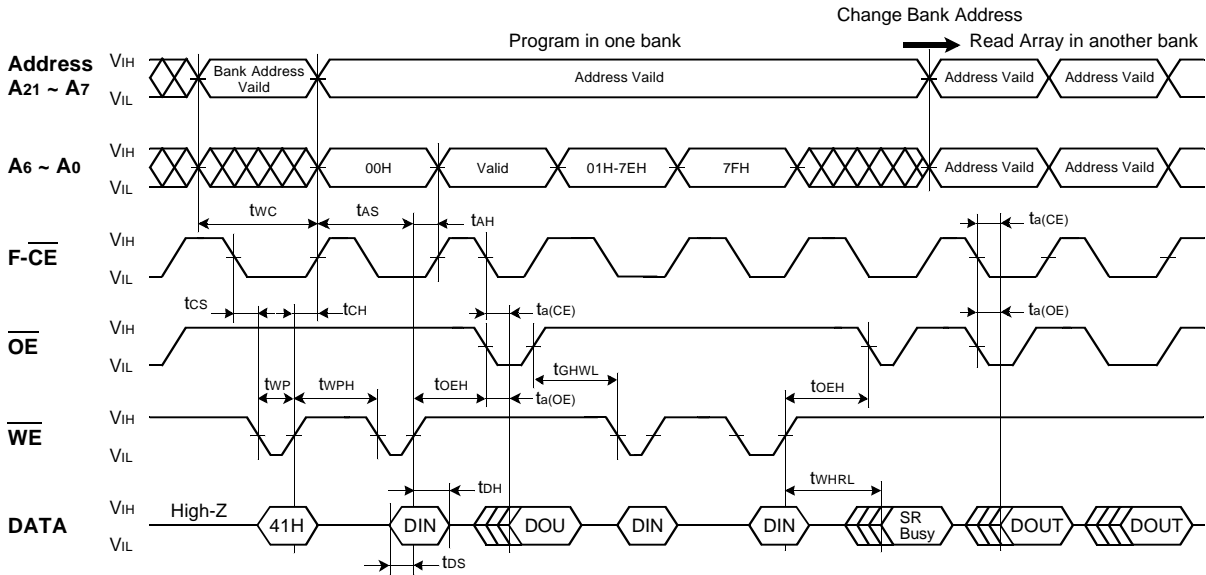 Change Bank Address
Program in one bank
Read Array in another bank
Address
A21 ~ A7
VIH
VIL
Bank Address
Vaild
Address Vaild
Address Vaild
Address Vaild
A6 ~ A0
VIH
VIL
00H
Valid
01H-7EH
7FH
Address Vaild
Address Vaild
tWC
tAS
tAH
ta(CE)
F-CE
VIH
VIL
tCS
tCH
ta(CE)
ta(OE)
OE
VIH
VIL
tWP
tWPH
tOEH
tGHWL
ta(OE)
tOEH
WE
VIH
VIL
tDH
tWHRL
DATA
VIH
VIL
High-Z
41H
DIN
DOU
DIN
DIN
SR
Busy
DOUT
DOUT
tDS